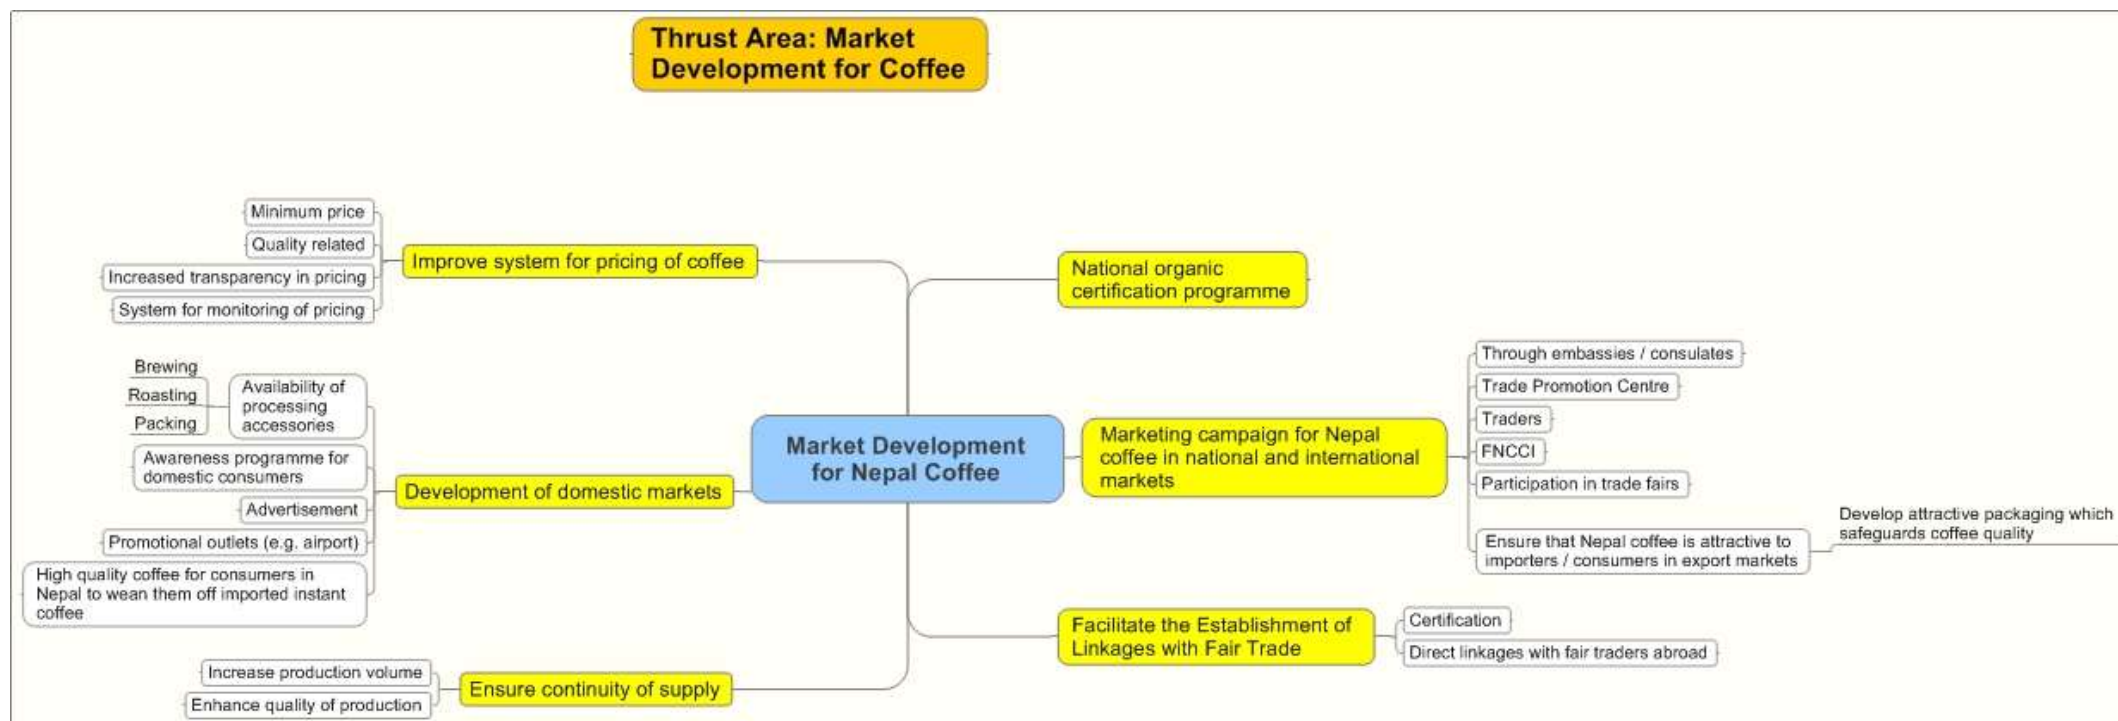 Thrust Area: Market
Development for Coffee
Minimum price
Quality related
Increased transparency in pricing
System for monitoring of pricing
Improve system for pricing of coffee
Brewing
Roasting
Packing
Availability of
processing
accessories
Awareness programme for
domestic consumers
Advertisement
Promotional outlets (e.g. airport)
High quality coffee for consumers in
Nepal to wean them off imported instant
coffee
Development of domestic markets
Increase production volume
Enhance quality of production
Ensure continuity of supply
Market Development
for Nepal Coffee
National organic
certification programme
Marketing campaign for Nepal
coffee in national and international
markets
Through embassies / consulates
Trade Promotion Centre
Traders
FNCCI
Participation in trade fairs
Ensure that Nepal coffee is attractive to
importers / consumers in export markets
Develop attractive packaging which
safeguards coffee quality
Facilitate the Establishment of
Linkages with Fair Trade
Certification
Direct linkages with fair traders abroad